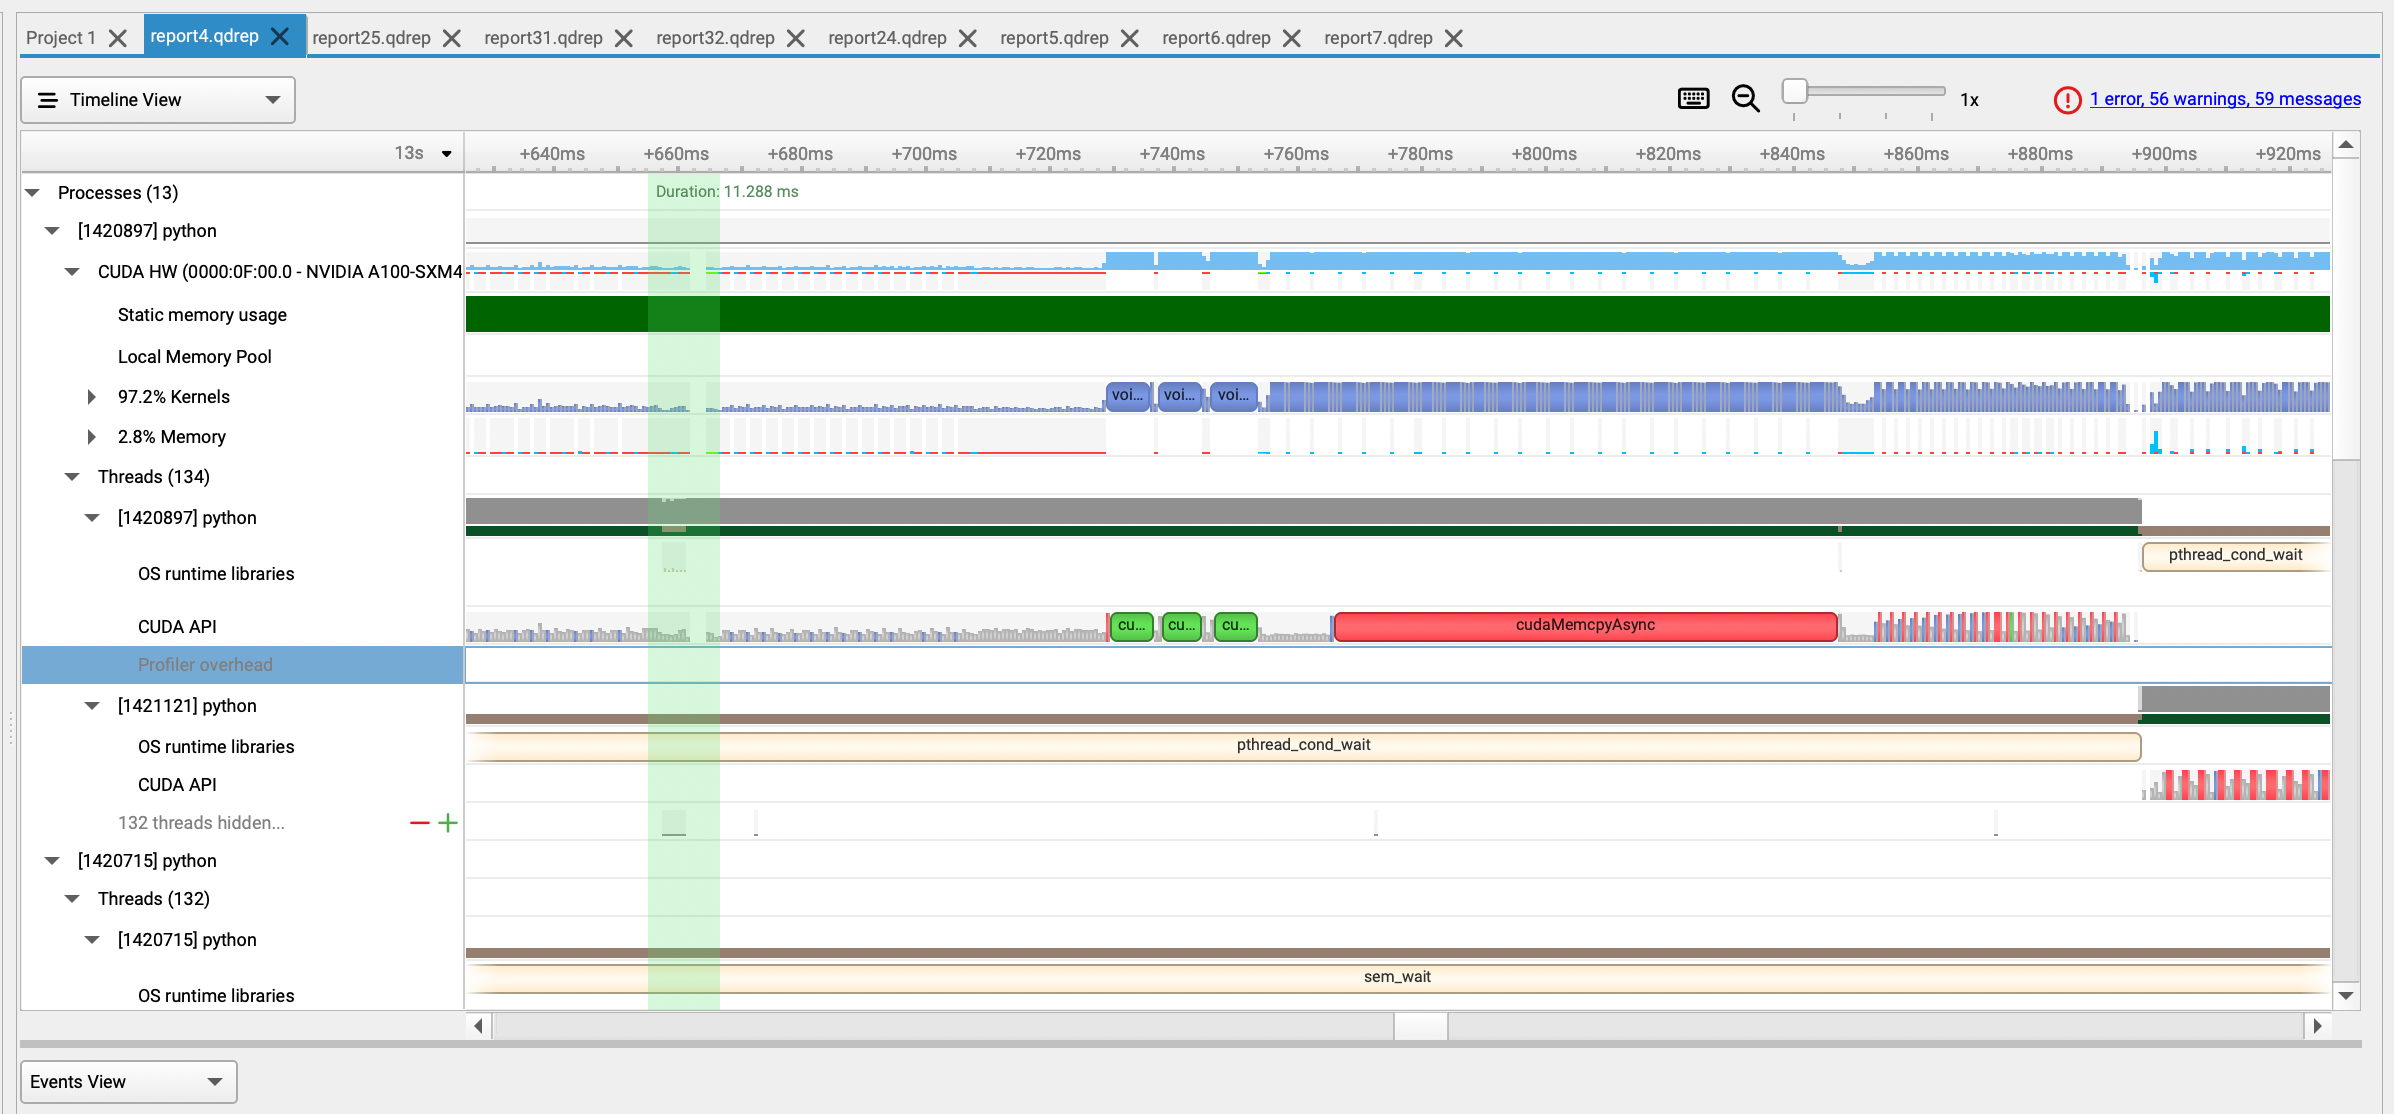 Project 1 report4.qdrep report25.qdrep report31.qdrep report32.qdrep report24.qdrep report5.qdrep report6.qdrep report7.qdrep
Timeline View 1x 1 error, 56 warnings, 59 messages
13s +640ms +660ms +680ms +700ms +720ms +740ms +760ms +780ms +800ms +820ms +840ms +860ms +880ms +900ms +920ms
Processes (13) Duration: 11.288 ms
[1420897] python
CUDA HW (0000:0F:00.0 - NVIDIA A100-SXM4
Static memory usage
Local Memory Pool
97.2% Kernels voi... voi... voi...
2.8% Memory
Threads (134)
[1420897] python
pthread_cond_wait
OS runtime libraries
CUDA API cu... cu... cu... cudaMemcpyAsync
Profiler overhead
[1421121] python
OS runtime libraries pthread_cond_wait
CUDA API
132 threads hidden...
[1420715] python
Threads (132)
[1420715] python
sem_wait
OS runtime libraries
Events View